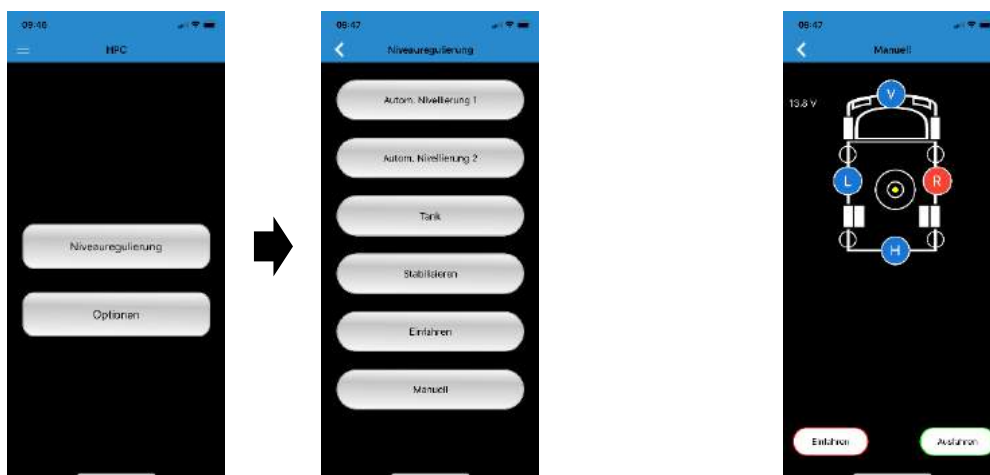 09:46
HPC
Niveauregulierung
Optionen
09:47
Niveauregulierung
Autom. Nivellierung 1
Autom. Nivellierung 2
Tank
Stabilisieren
Einfahren
Manuell
09:47
Manuell
13.8 V
V
L
R
H
Einfahren
Ausfahren